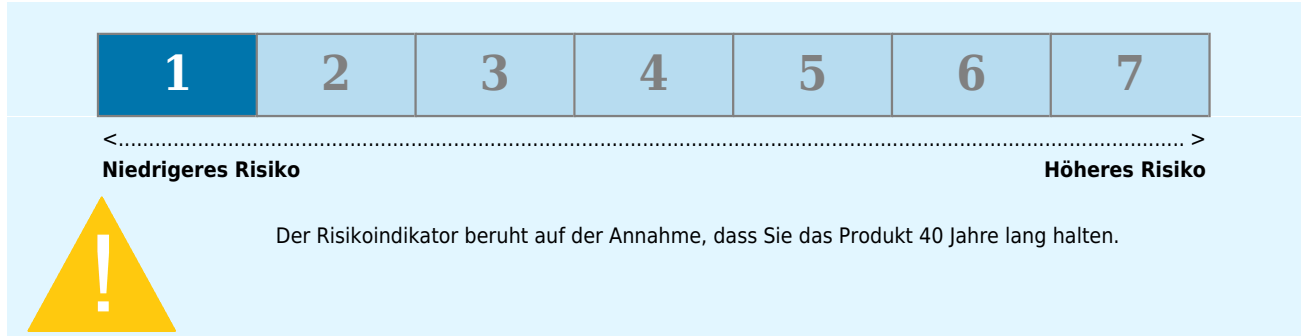 1 2 3 4 5 6 7
<.................................................................................................................................................................................... >
Niedrigeres Risiko Höheres Risiko
! Der Risikoindikator beruht auf der Annahme, dass Sie das Produkt 40 Jahre lang halten.